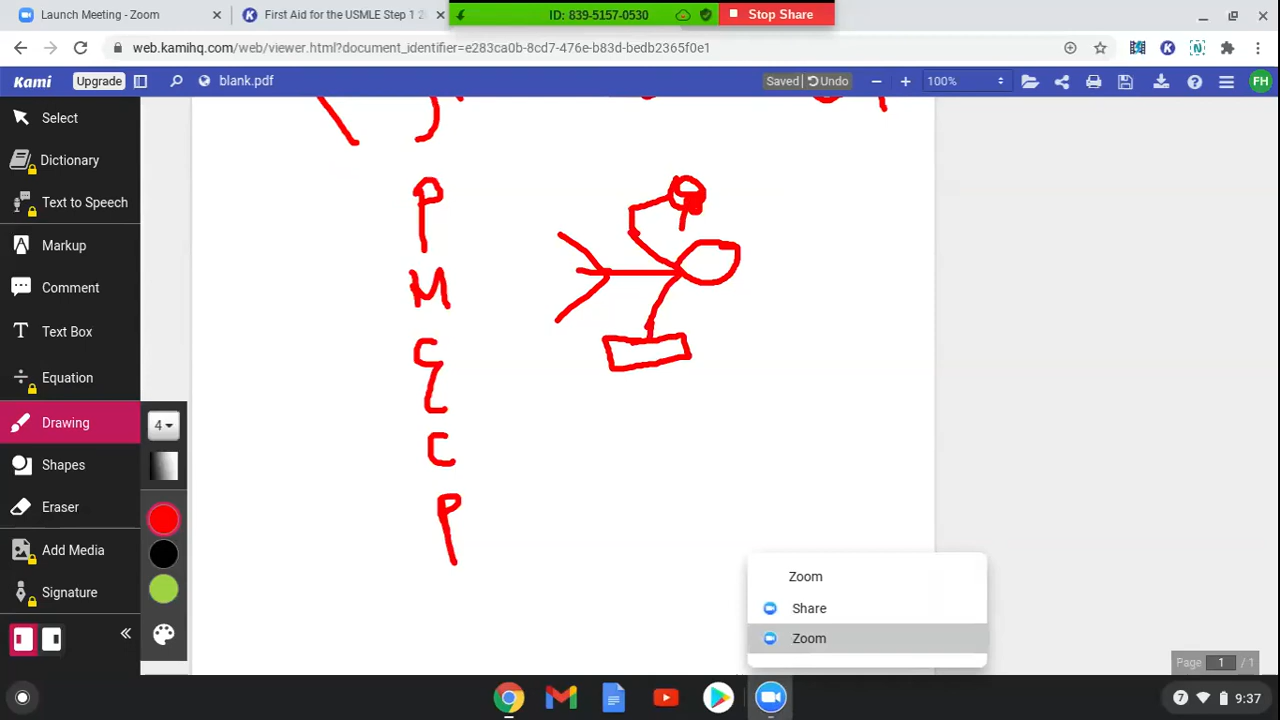 Launch Meeting - Zoom
First Aid for the USMLE Step 1 2
ID: 839-5157-0530
Stop Share
web.kamihq.com/web/viewer.html?document_identifier=e283ca0b-8cd7-476e-b83d-bedb2365f0e1
Kami
Upgrade
blank.pdf
Saved
Undo
100%
FH
Select
Dictionary
Text to Speech
Markup
Comment
Text Box
Equation
Drawing
Shapes
Eraser
Add Media
Signature
4
P
M
C
P
Zoom
Share
Zoom
Page 1 / 1
7
9:37